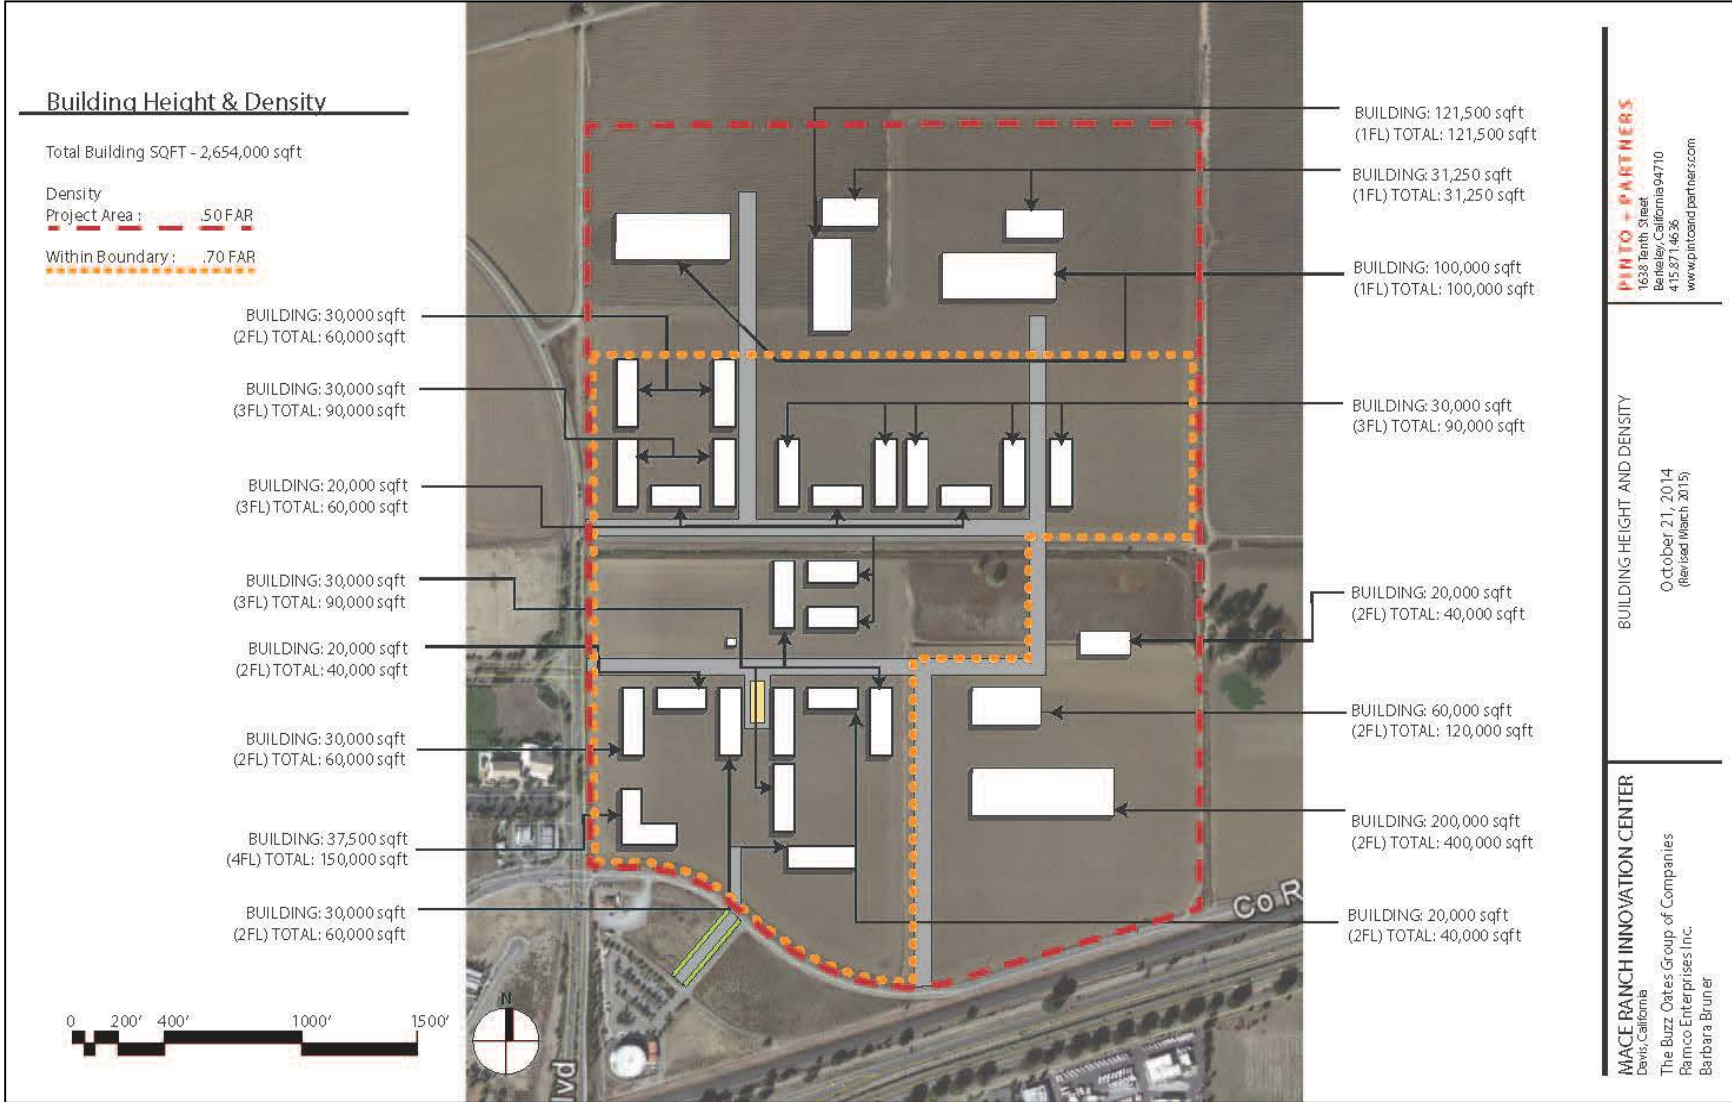 Building Height & Density
Total Building SQFT - 2,654,000 sqft
Density
Project Area : .50 FAR
Within Boundary : .70 FAR
BUILDING: 30,000 sqft
(2FL) TOTAL: 60,000 sqft
BUILDING: 30,000 sqft
(3FL) TOTAL: 90,000 sqft
BUILDING: 20,000 sqft
(3FL) TOTAL: 60,000 sqft
BUILDING: 30,000 sqft
(3FL) TOTAL: 90,000 sqft
BUILDING: 20,000 sqft
(2FL) TOTAL: 40,000 sqft
BUILDING: 30,000 sqft
(2FL) TOTAL: 60,000 sqft
BUILDING: 37,500 sqft
(4FL) TOTAL: 150,000 sqft
BUILDING: 30,000 sqft
(2FL) TOTAL: 60,000 sqft
0 200' 400' 1000' 1500'
N
lvd
Co R
BUILDING: 121,500 sqft
(1FL) TOTAL: 121,500 sqft
BUILDING: 31,250 sqft
(1FL) TOTAL: 31,250 sqft
BUILDING: 100,000 sqft
(1FL) TOTAL: 100,000 sqft
BUILDING: 30,000 sqft
(3FL) TOTAL: 90,000 sqft
BUILDING: 20,000 sqft
(2FL) TOTAL: 40,000 sqft
BUILDING: 60,000 sqft
(2FL) TOTAL: 120,000 sqft
BUILDING: 200,000 sqft
(2FL) TOTAL: 400,000 sqft
BUILDING: 20,000 sqft
(2FL) TOTAL: 40,000 sqft
PINTO + PARTNERS
1638 Tenth Street
Berkeley, California 94710
415.871.4636
www.pintoandpartners.com
BUILDING HEIGHT AND DENSITY
October 21, 2014
(Revised March 2015)
MACE RANCH INNOVATION CENTER
Davis, California
The Buzz Oates Group of Companies
Ramco Enterprises Inc.
Barbara Bruner